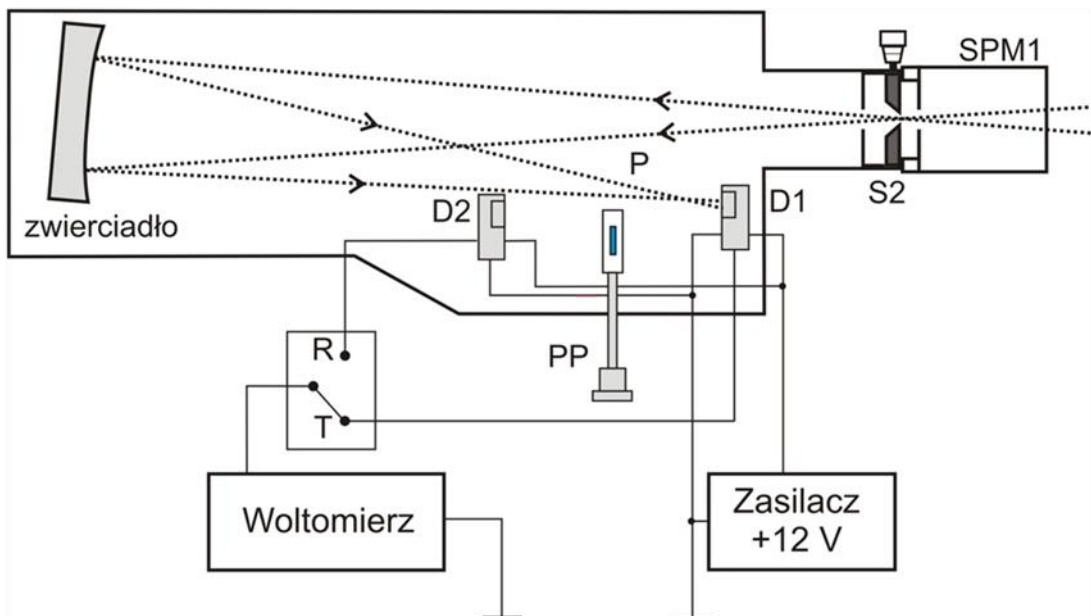 SPM1
S2
P
D1
D2
zwierciadło
PP
R
T
Woltomierz
Zasilacz
+12 V